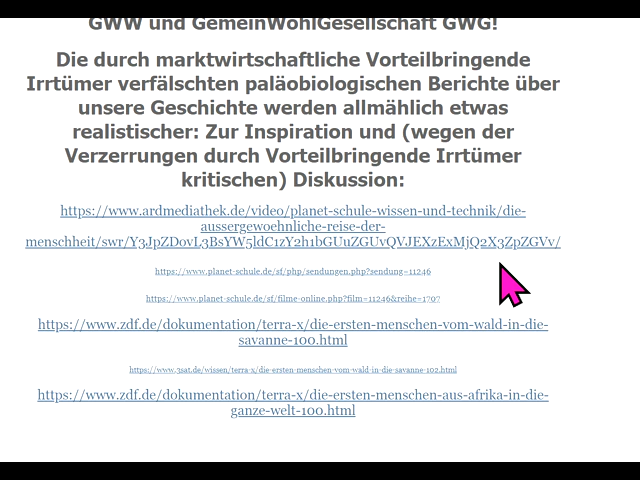 GWW und GemeinWohlGesellschaft GWG!
Die durch marktwirtschaftliche Vorteilbringende
Irrtümer verfälschten paläobiologischen Berichte über
unsere Geschichte werden allmählich etwas
realistischer: Zur Inspiration und (wegen der
Verzerrungen durch Vorteilbringende Irrtümer
kritischen) Diskussion:
https://www.ardmediathek.de/video/planet-schule-wissen-und-technik/die-
aussergewoehnliche-reise-der-
menschheit/swr/Y3JpZDovL3BsYW5ldC1zY2h1bGUuZGUvQVJEXzExMjQ2X3ZpZGVv/
https://www.planet-schule.de/sf/php/sendungen.php?sendung=11246
https://www.planet-schule.de/sf/filme-online.php?film=11246&reihe=1707
https://www.zdf.de/dokumentation/terra-x/die-ersten-menschen-vom-wald-in-die-
savanne-100.html
https://www.3sat.de/wissen/terra-x/die-ersten-menschen-vom-wald-in-die-savanne-102.html
https://www.zdf.de/dokumentation/terra-x/die-ersten-menschen-aus-afrika-in-die-
ganze-welt-100.html